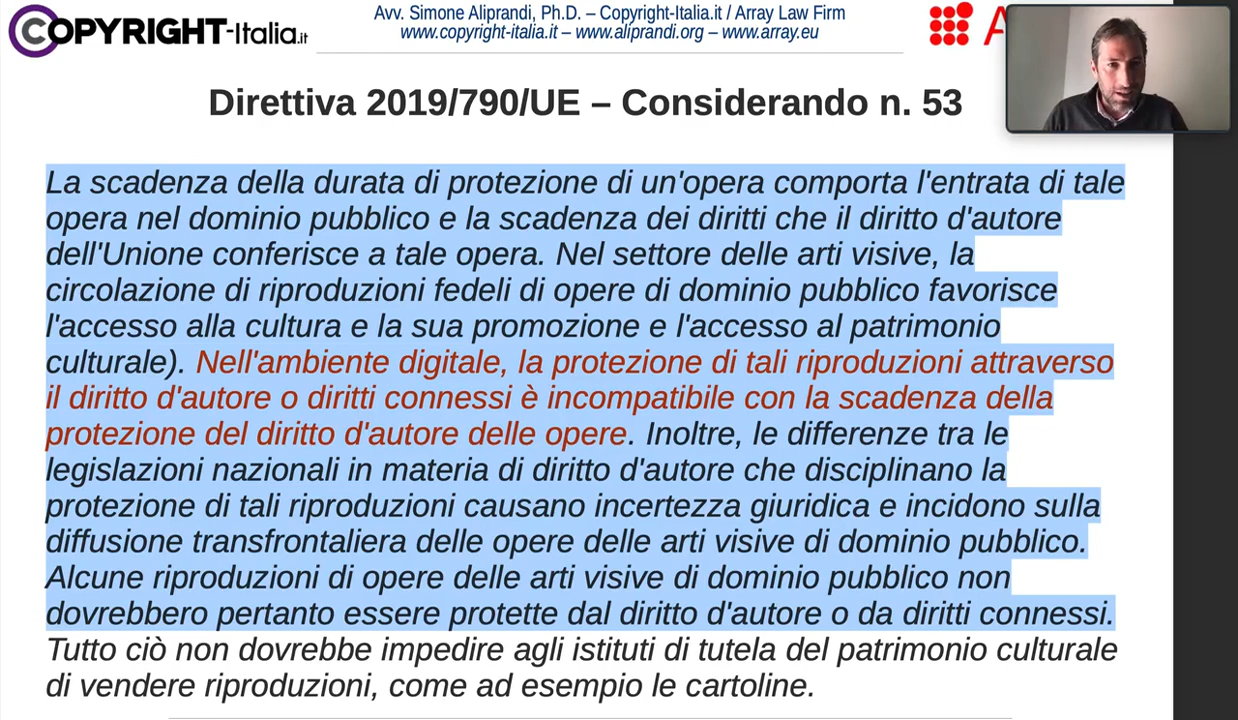 COPYRIGHT-Italia.it
Avv. Simone Aliprandi, Ph.D. – Copyright-Italia.it / Array Law Firm
www.copyright-italia.it – www.aliprandi.org – www.array.eu
A
Direttiva 2019/790/UE – Considerando n. 53
La scadenza della durata di protezione di un'opera comporta l'entrata di tale
opera nel dominio pubblico e la scadenza dei diritti che il diritto d'autore
dell'Unione conferisce a tale opera. Nel settore delle arti visive, la
circolazione di riproduzioni fedeli di opere di dominio pubblico favorisce
l'accesso alla cultura e la sua promozione e l'accesso al patrimonio
culturale). Nell'ambiente digitale, la protezione di tali riproduzioni attraverso
il diritto d'autore o diritti connessi è incompatibile con la scadenza della
protezione del diritto d'autore delle opere. Inoltre, le differenze tra le
legislazioni nazionali in materia di diritto d'autore che disciplinano la
protezione di tali riproduzioni causano incertezza giuridica e incidono sulla
diffusione transfrontaliera delle opere delle arti visive di dominio pubblico.
Alcune riproduzioni di opere delle arti visive di dominio pubblico non
dovrebbero pertanto essere protette dal diritto d'autore o da diritti connessi.
Tutto ciò non dovrebbe impedire agli istituti di tutela del patrimonio culturale
di vendere riproduzioni, come ad esempio le cartoline.